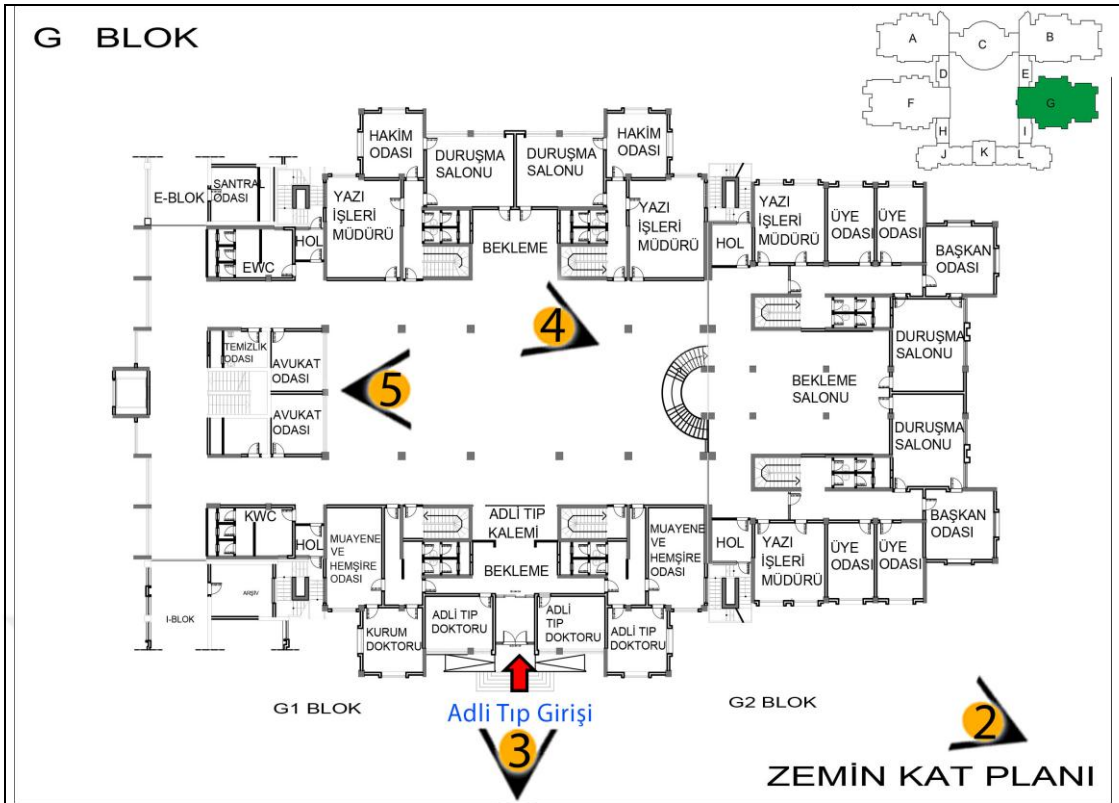 G BLOK
A
C
B
D
E
F
G
H
I
J
K
L
HAKİM
ODASI
DURUŞMA
SALONU
DURUŞMA
SALONU
HAKİM
ODASI
E-BLOK
SANTRAL
ODASI
YAZI
İŞLERİ
MÜDÜRÜ
BEKLEME
YAZI
İŞLERİ
MÜDÜRÜ
HOL
EWC
HOL
YAZI
İŞLERİ
MÜDÜRÜ
ÜYE
ODASI
ÜYE
ODASI
BAŞKAN
ODASI
4
TEMİZLİK
ODASI
AVUKAT
ODASI
5
AVUKAT
ODASI
BEKLEME
SALONU
DURUŞMA
SALONU
DURUŞMA
SALONU
KWC
HOL
MUAYENE
VE
HEMŞİRE
ODASI
ADLİ TIP
KALEMİ
BEKLEME
MUAYENE
VE
HEMŞİRE
ODASI
HOL
YAZI
İŞLERİ
MÜDÜRÜ
ÜYE
ODASI
ÜYE
ODASI
BAŞKAN
ODASI
ARŞİV
I-BLOK
KURUM
DOKTORU
ADLİ TIP
DOKTORU
ADLİ
TIP
DOKTORU
ADLİ TIP
DOKTORU
G1 BLOK
Adli Tıp Girişi
G2 BLOK
3
2
ZEMİN KAT PLANI